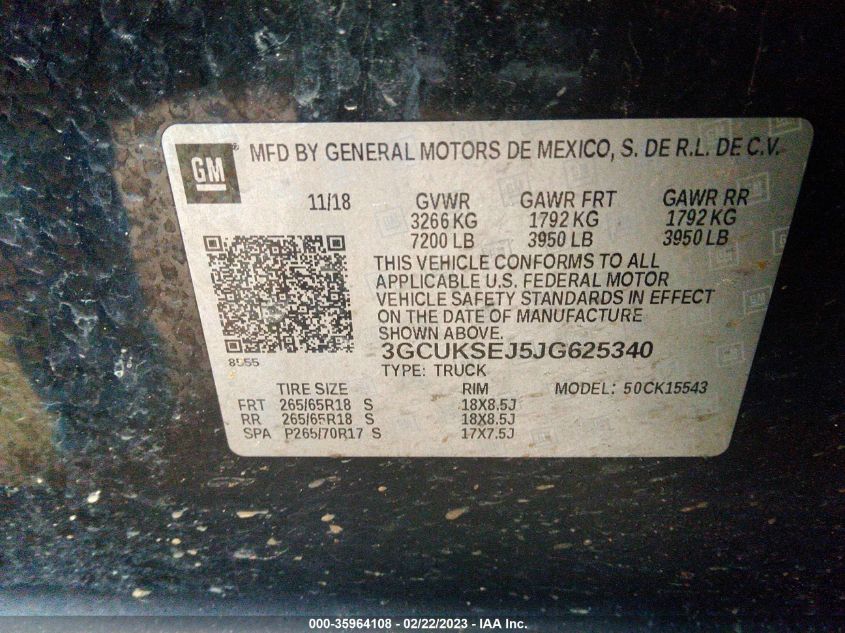 GM ® MFD BY GENERAL MOTORS DE MEXICO, S. DE R.L. DE C.V.
11/18 GVWR GAWR FRT GAWR RR
3266 KG 1792 KG 1792 KG
7200 LB 3950 LB 3950 LB
THIS VEHICLE CONFORMS TO ALL
APPLICABLE U.S. FEDERAL MOTOR
VEHICLE SAFETY STANDARDS IN EFFECT
ON THE DATE OF MANUFACTURE
SHOWN ABOVE.
3GCUKSEJ5JG625340
TYPE: TRUCK
TIRE SIZE RIM MODEL: 50CK15543
FRT 265/65R18 S 18X8.5J
RR 265/65R18 S 18X8.5J
SPA P265/70R17 S 17X7.5J
000-35964108 - 02/22/2023 - IAA Inc.